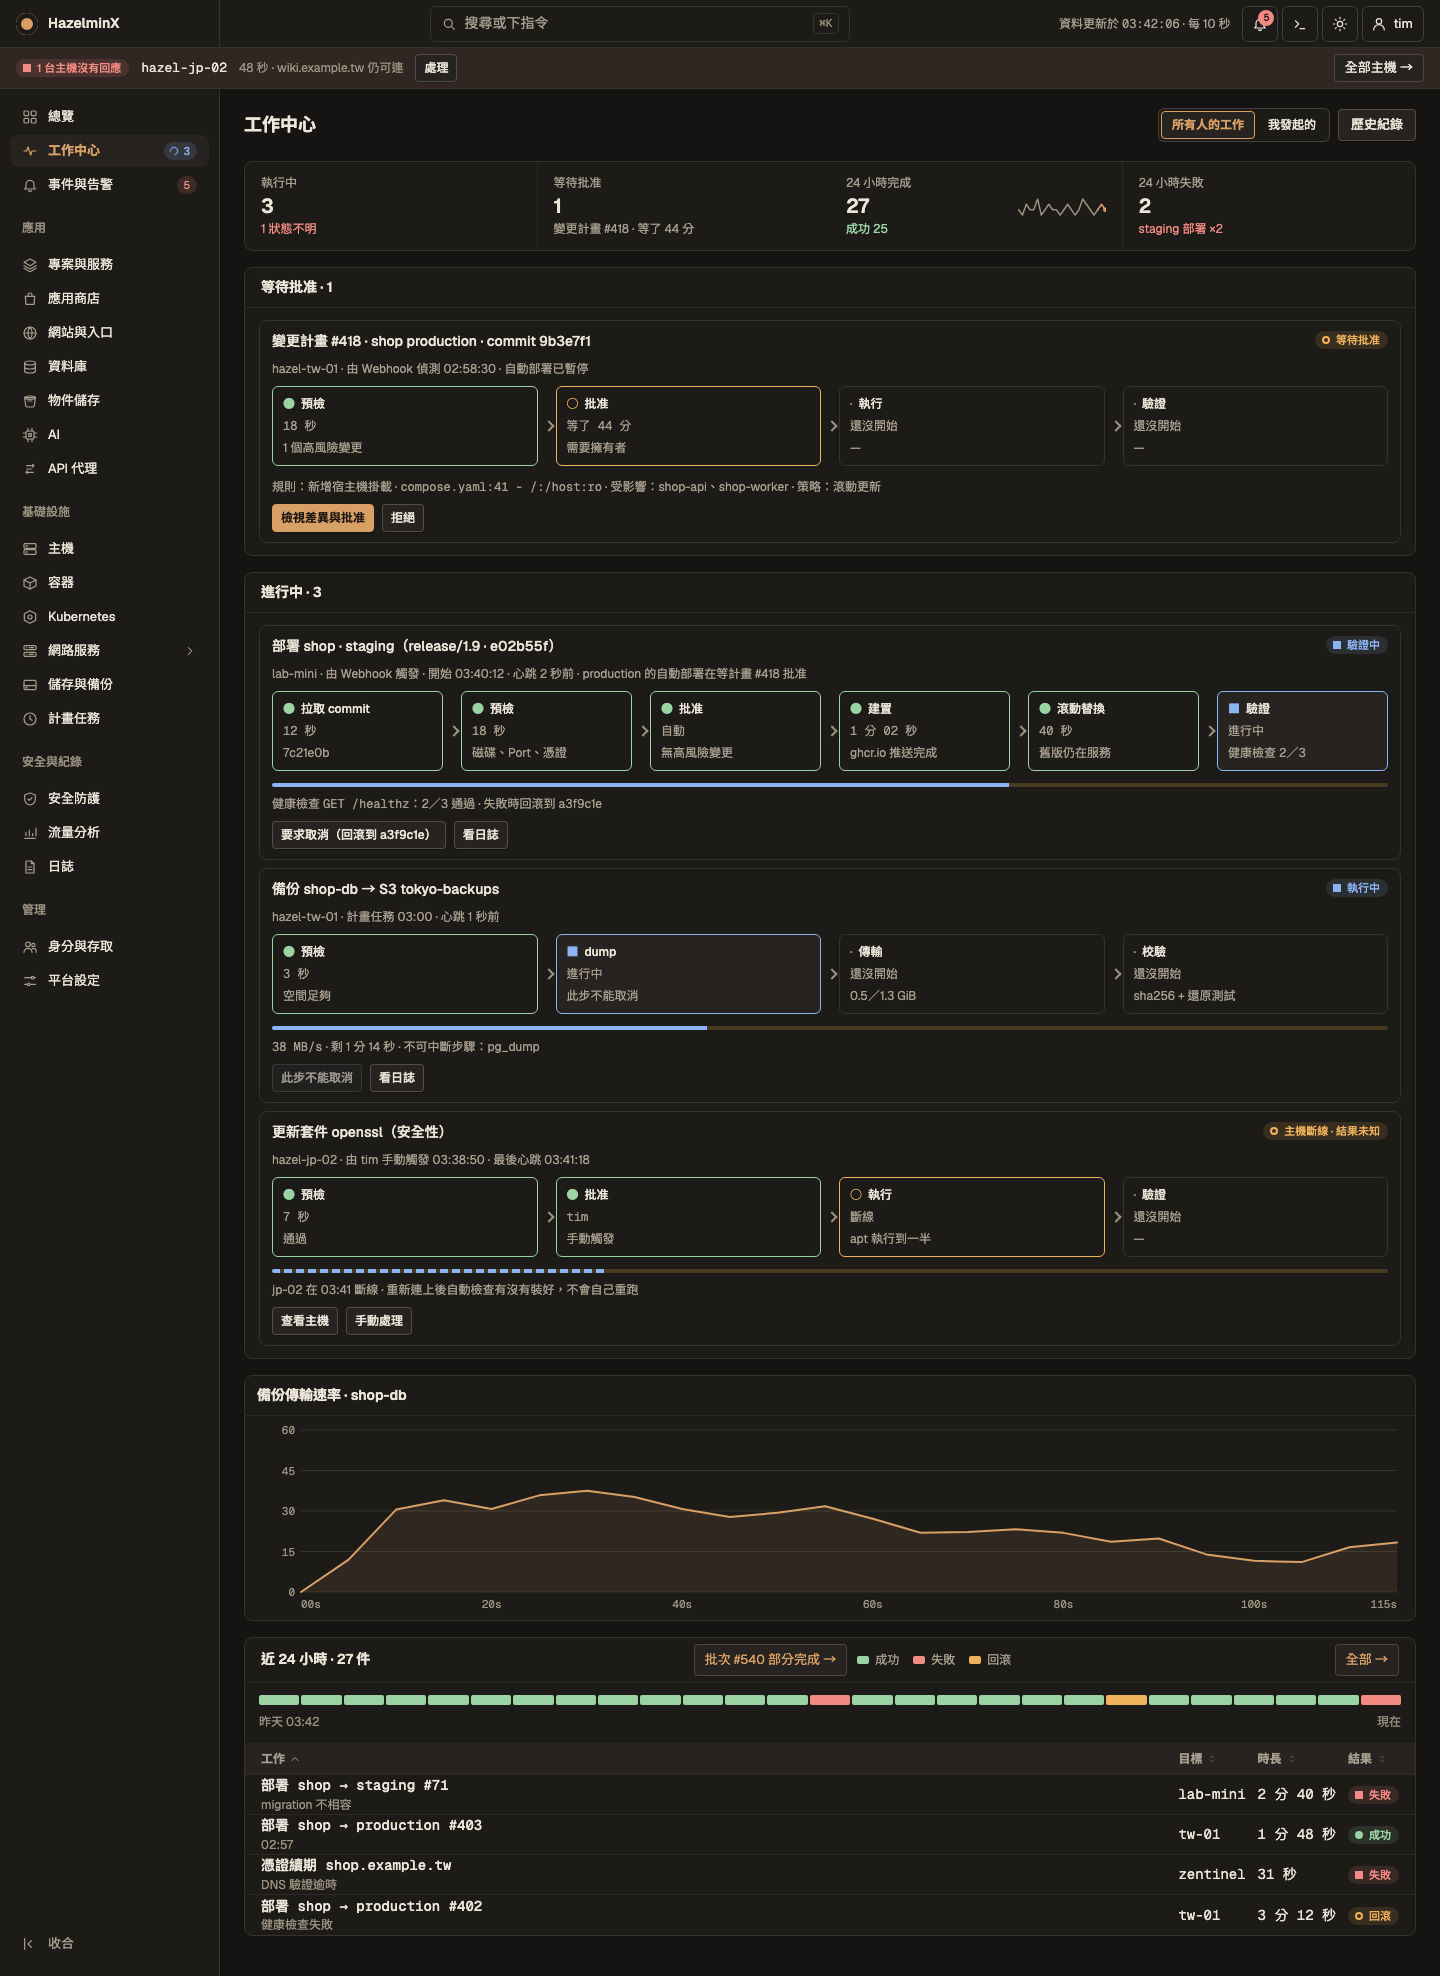 HazelminX
搜尋或下指令
⌘K
資料更新於 03:42:06 · 每 10 秒
5
tim
1 台主機沒有回應
hazel-jp-02
48 秒 · wiki.example.tw 仍可連
處理
全部主機 →
總覽
工作中心
3
事件與告警
5
應用
專案與服務
應用商店
網站與入口
資料庫
物件儲存
AI
API 代理
基礎設施
主機
容器
Kubernetes
網路服務
儲存與備份
計畫任務
安全與紀錄
安全防護
流量分析
日誌
管理
身分與存取
平台設定
收合
工作中心
所有人的工作
我發起的
歷史紀錄
執行中
3
1 狀態不明
等待批准
1
變更計畫 #418 · 等了 44 分
24 小時完成
27
成功 25
24 小時失敗
2
staging 部署 ×2
等待批准 · 1
變更計畫 #418 · shop production · commit 9b3e7f1
等待批准
hazel-tw-01 · 由 Webhook 偵測 02:58:30 · 自動部署已暫停
預檢
18 秒
1 個高風險變更
批准
等了 44 分
需要擁有者
· 執行
還沒開始
—
· 驗證
還沒開始
—
規則：新增宿主機掛載 · compose.yaml:41 - /:/host:ro · 受影響：shop-api、shop-worker · 策略：滾動更新
檢視差異與批准
拒絕
進行中 · 3
部署 shop · staging（release/1.9 · e02b55f）
驗證中
lab-mini · 由 Webhook 觸發 · 開始 03:40:12 · 心跳 2 秒前 · production 的自動部署在等計畫 #418 批准
拉取 commit
12 秒
7c21e0b
預檢
18 秒
磁碟、Port、憑證
批准
自動
無高風險變更
建置
1 分 02 秒
ghcr.io 推送完成
滾動替換
40 秒
舊版仍在服務
驗證
進行中
健康檢查 2／3
健康檢查 GET /healthz：2／3 通過 · 失敗時回滾到 a3f9c1e
要求取消（回滾到 a3f9c1e）
看日誌
備份 shop-db → S3 tokyo-backups
執行中
hazel-tw-01 · 計畫任務 03:00 · 心跳 1 秒前
預檢
3 秒
空間足夠
dump
進行中
此步不能取消
· 傳輸
還沒開始
0.5／1.3 GiB
· 校驗
還沒開始
sha256 + 還原測試
38 MB/s · 剩 1 分 14 秒 · 不可中斷步驟：pg_dump
此步不能取消
看日誌
更新套件 openssl（安全性）
主機斷線 · 結果未知
hazel-jp-02 · 由 tim 手動觸發 03:38:50 · 最後心跳 03:41:18
預檢
7 秒
通過
批准
tim
手動觸發
執行
斷線
apt 執行到一半
· 驗證
還沒開始
—
jp-02 在 03:41 斷線 · 重新連上後自動檢查有沒有裝好，不會自己重跑
查看主機
手動處理
備份傳輸速率 · shop-db
60
45
30
15
0
00s
20s
40s
60s
80s
100s
115s
近 24 小時 · 27 件
批次 #540 部分完成 →
成功
失敗
回滾
全部 →
昨天 03:42
現在
工作
目標
時長
結果
部署 shop → staging #71
migration 不相容
lab-mini
2 分 40 秒
失敗
部署 shop → production #403
02:57
tw-01
1 分 48 秒
成功
憑證續期 shop.example.tw
DNS 驗證逾時
zentinel
31 秒
失敗
部署 shop → production #402
健康檢查失敗
tw-01
3 分 12 秒
回滾